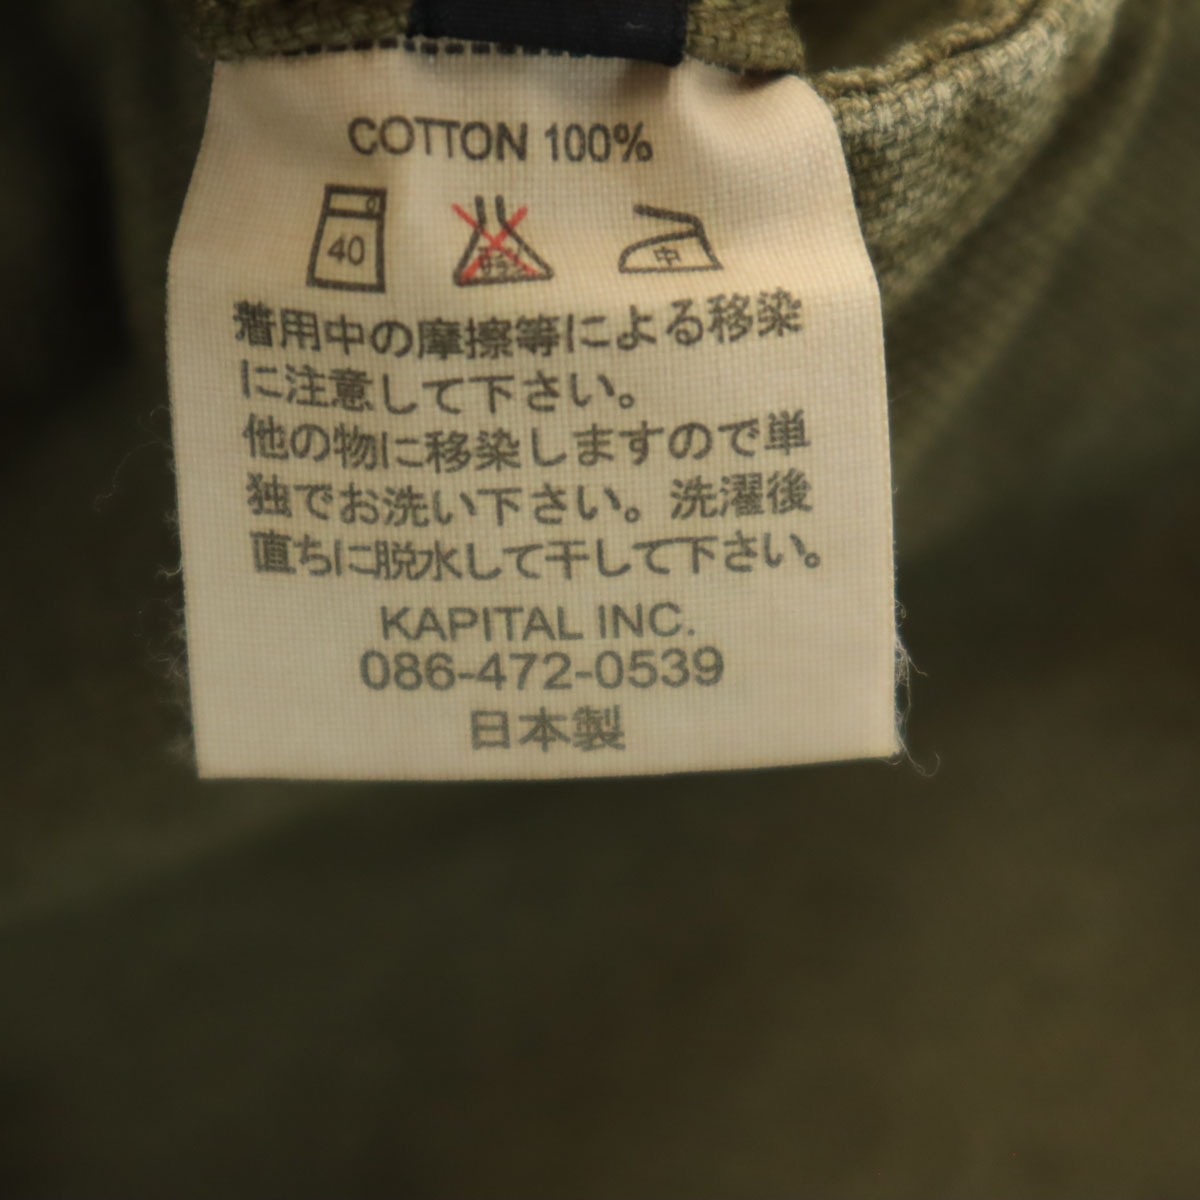 COTTON 100%
40 中
着用中の摩擦等による移染
に注意して下さい。
他の物に移染しますので単
独でお洗い下さい。洗濯後
直ちに脱水して干して下さい。
KAPITAL INC.
086-472-0539
日本製